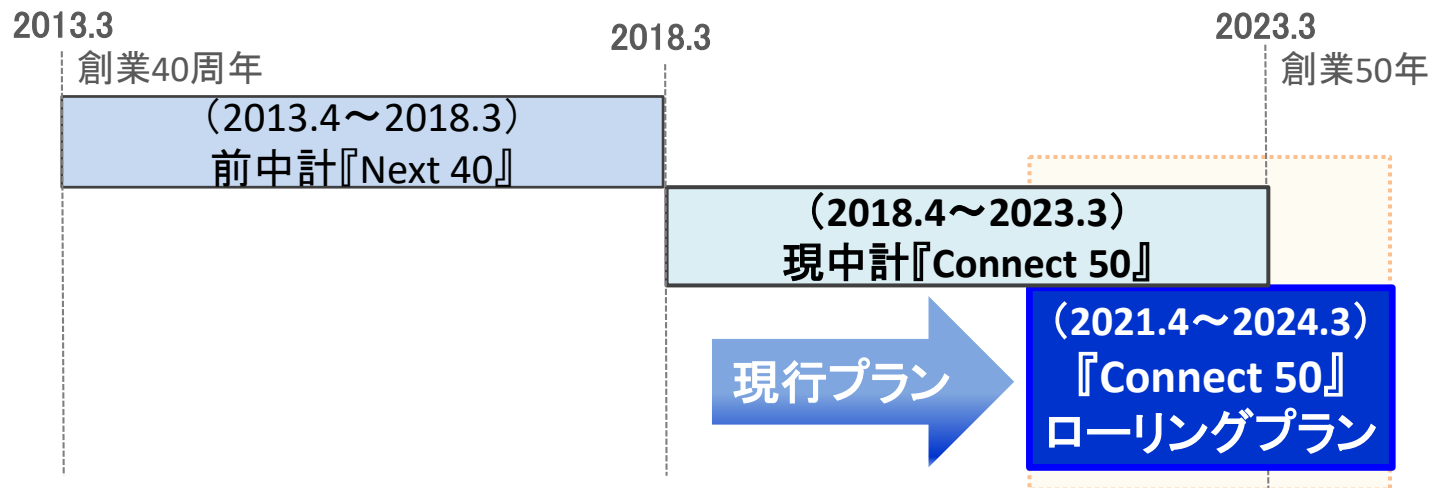 2013.3
2018.3
2023.3
創業40周年
創業50年
（2013.4～2018.3）
前中計『Next 40』
（2018.4～2023.3）
現中計『Connect 50』
現行プラン
（2021.4～2024.3）
『Connect 50』
ローリングプラン